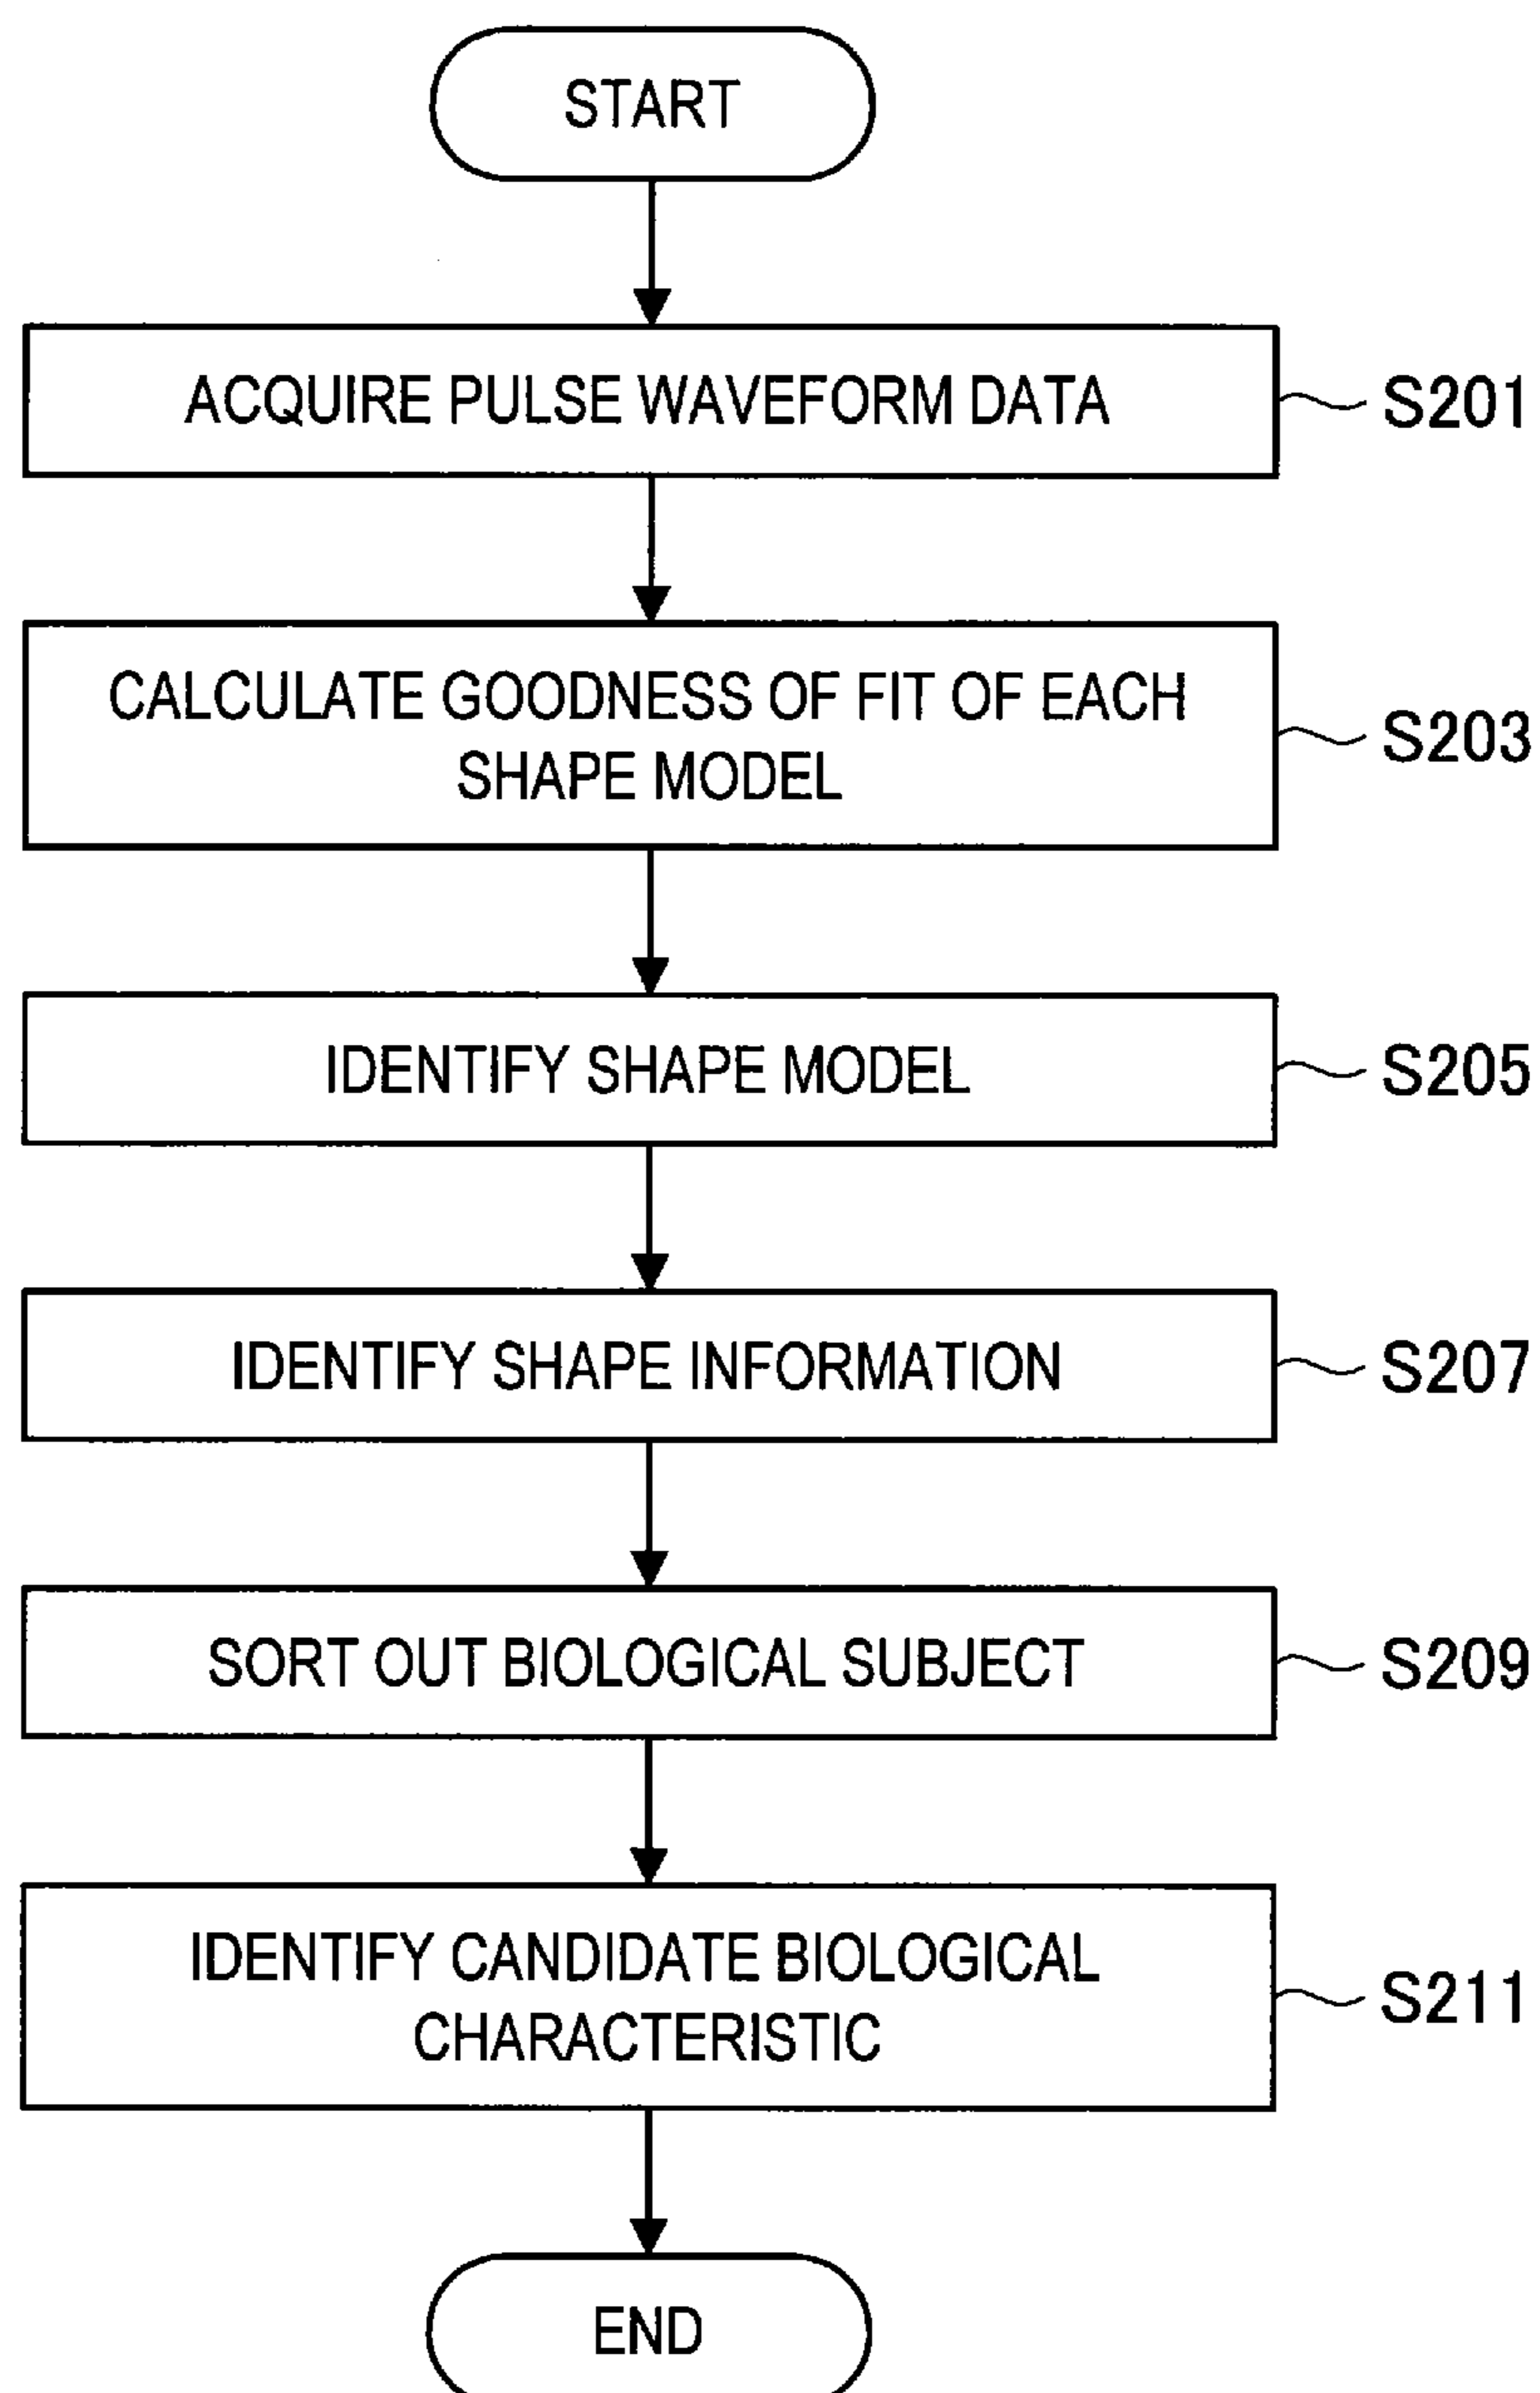 START
ACQUIRE PULSE WAVEFORM DATA
S201
CALCULATE GOODNESS OF FIT OF EACH
SHAPE MODEL
S203
IDENTIFY SHAPE MODEL
S205
IDENTIFY SHAPE INFORMATION
S207
SORT OUT BIOLOGICAL SUBJECT
S209
IDENTIFY CANDIDATE BIOLOGICAL
CHARACTERISTIC
S211
END